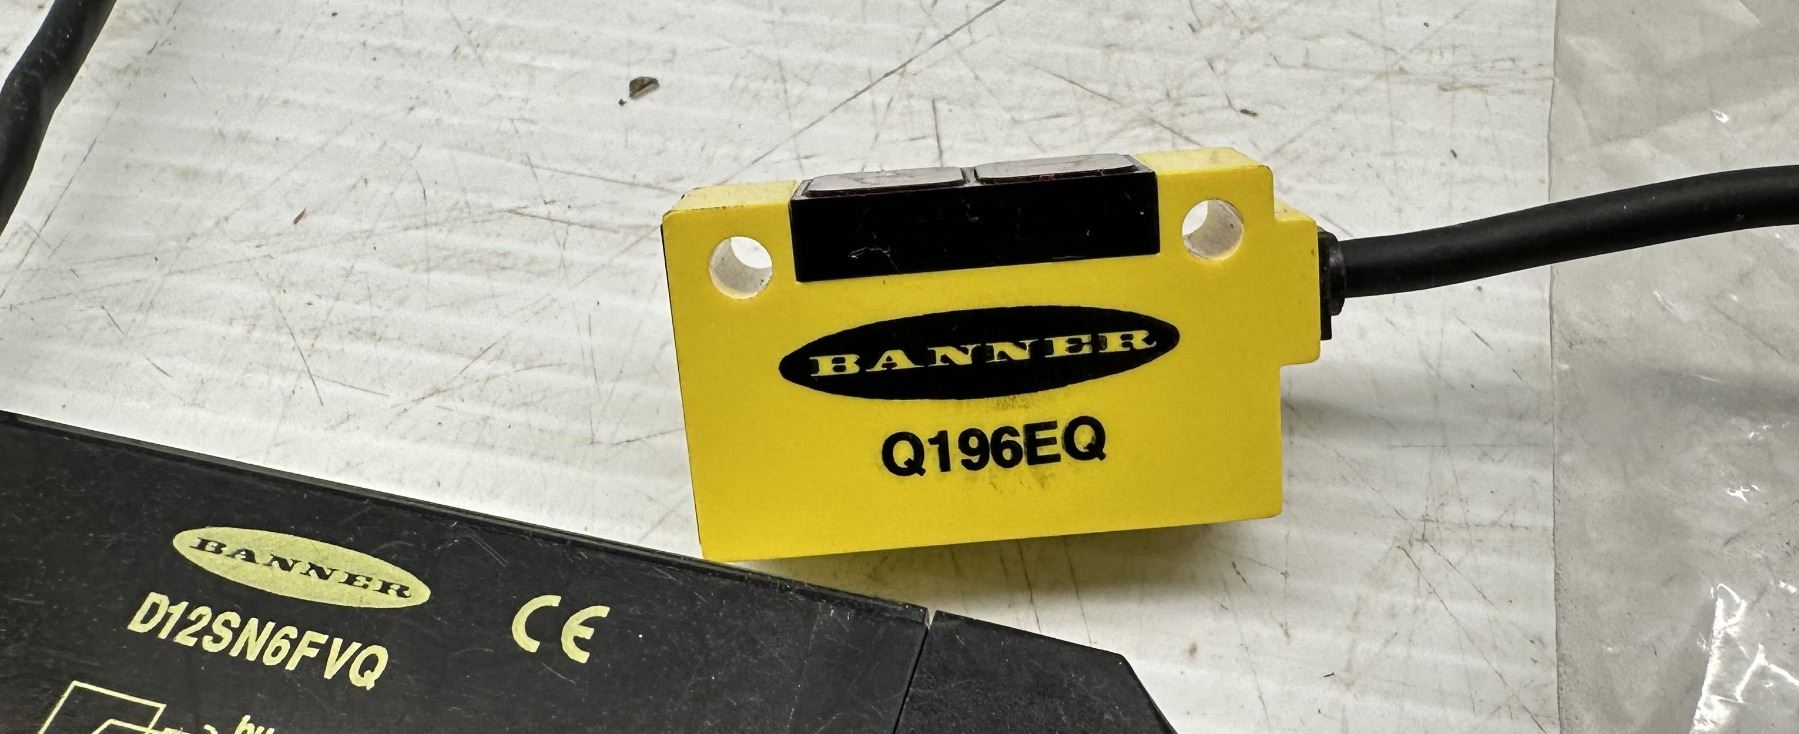 BANNER
Q196EQ
BANNER
CE
D12SN6FVQ